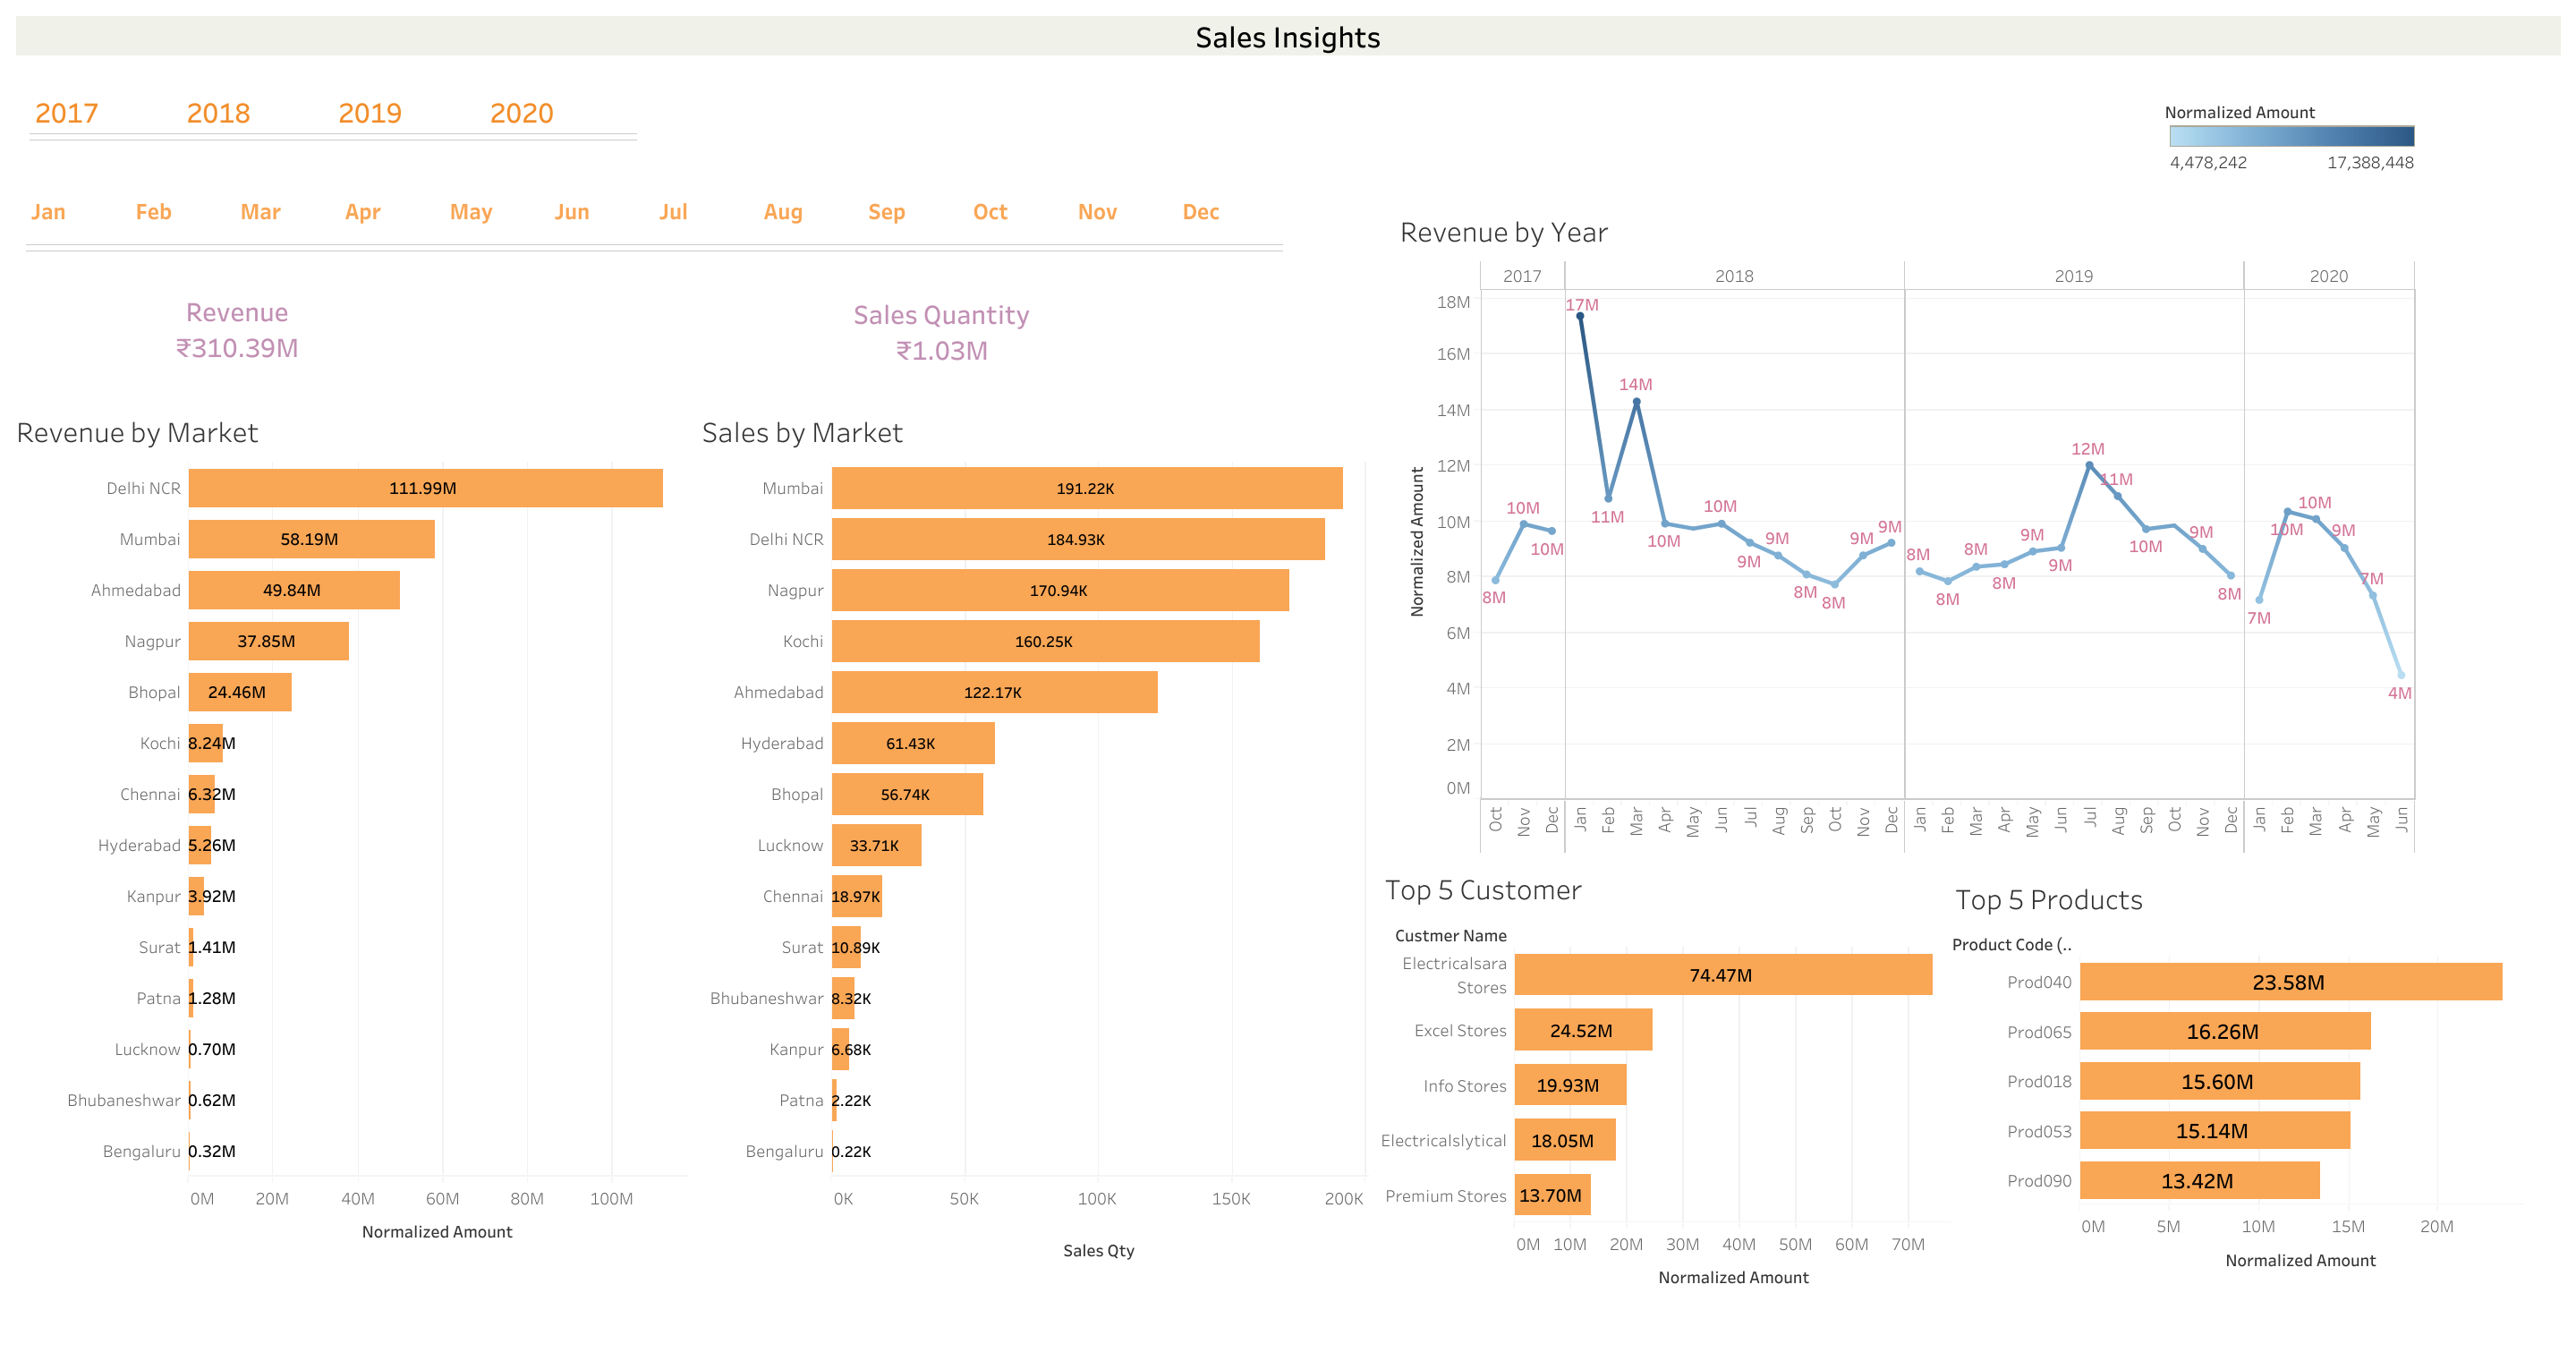 Sales Insights
2017 2018 2019 2020
Normalized Amount
4,478,242 17,388,448
Jan Feb Mar Apr May Jun Jul Aug Sep Oct Nov Dec
Revenue
₹310.39M
Sales Quantity
₹1.03M
Revenue by Market
Delhi NCR 111.99M
Mumbai 58.19M
Ahmedabad 49.84M
Nagpur 37.85M
Bhopal 24.46M
Kochi 8.24M
Chennai 6.32M
Hyderabad 5.26M
Kanpur 3.92M
Surat 1.41M
Patna 1.28M
Lucknow 0.70M
Bhubaneshwar 0.62M
Bengaluru 0.32M
0M 20M 40M 60M 80M 100M
Normalized Amount
Sales by Market
Mumbai 191.22K
Delhi NCR 184.93K
Nagpur 170.94K
Kochi 160.25K
Ahmedabad 122.17K
Hyderabad 61.43K
Bhopal 56.74K
Lucknow 33.71K
Chennai 18.97K
Surat 10.89K
Bhubaneshwar 8.32K
Kanpur 6.68K
Patna 2.22K
Bengaluru 0.22K
0K 50K 100K 150K 200K
Sales Qty
Revenue by Year
2017 2018 2019 2020
Normalized Amount
18M
16M
14M
12M
10M
8M
6M
4M
2M
0M
8M 10M 10M
17M 11M 14M 10M 10M 9M 9M 8M 8M 9M 9M
8M 8M 8M 8M 9M 9M 12M 11M 10M 9M 8M
7M 10M 10M 9M 7M 4M
Oct Nov Dec Jan Feb Mar Apr May Jun Jul Aug Sep Oct Nov Dec Jan Feb Mar Apr May Jun Jul Aug Sep Oct Nov Dec Jan Feb Mar Apr May Jun
Top 5 Customer
Custmer Name
Electricalsara
Stores 74.47M
Excel Stores 24.52M
Info Stores 19.93M
Electricalslytical 18.05M
Premium Stores 13.70M
0M 10M 20M 30M 40M 50M 60M 70M
Normalized Amount
Top 5 Products
Product Code (..
Prod040 23.58M
Prod065 16.26M
Prod018 15.60M
Prod053 15.14M
Prod090 13.42M
0M 5M 10M 15M 20M
Normalized Amount